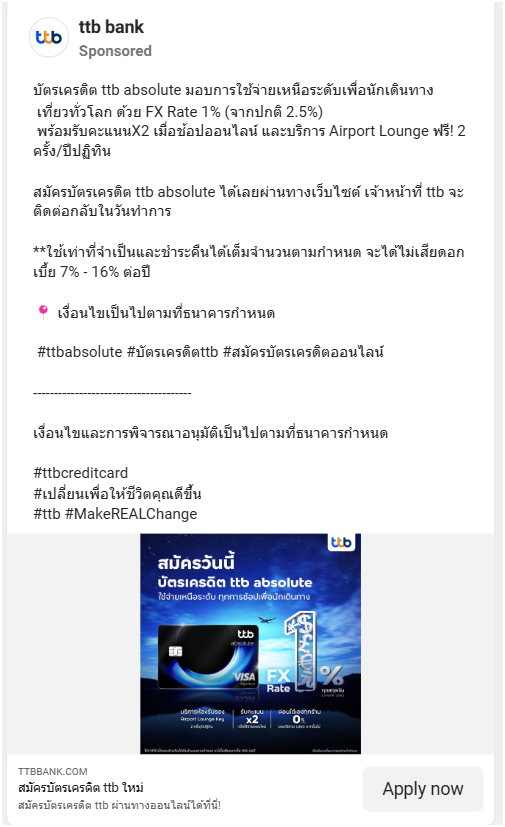 ttb bank
Sponsored
บัตรเครดิต ttb absolute มอบการใช้จ่ายเหนือระดับเพื่อนักเดินทาง
เที่ยวทั่วโลก ด้วย FX Rate 1% (จากปกติ 2.5%)
พร้อมรับคะแนนX2 เมื่อช้อปออนไลน์ และบริการ Airport Lounge ฟรี! 2
ครั้ง/ปีปฏิทิน
สมัครบัตรเครดิต ttb absolute ได้เลยผ่านทางเว็บไซต์ เจ้าหน้าที่ ttb จะ
ติดต่อกลับในวันทำการ
**ใช้เท่าที่จำเป็นและชำระคืนได้เต็มจำนวนตามกำหนด จะได้ไม่เสียดอก
เบี้ย 7% - 16% ต่อปี
📍 เงื่อนไขเป็นไปตามที่ธนาคารกำหนด
#ttbabsolute #บัตรเครดิตttb #สมัครบัตรเครดิตออนไลน์
-------------------------------------
เงื่อนไขและการพิจารณาอนุมัติเป็นไปตามที่ธนาคารกำหนด
#ttbcreditcard
#เปลี่ยนเพื่อให้ชีวิตคุณดีขึ้น
#ttb #MakeREALChange
ttb
สมัครวันนี้
บัตรเครดิต ttb absolute
ใช้จ่ายเหนือระดับ ทุกการช้อปเพื่อนักเดินทาง
ttb
absolute
VISA
FX
Rate
1%
ทุกสกุลเงิน
บริการห้องรับรอง
Airport Lounge Key
รับคะแนน
x2
ผ่อนได้เองทุกร้าน
0%
TTBBANK.COM
สมัครบัตรเครดิต ttb ใหม่
สมัครบัตรเครดิต ttb ผ่านทางออนไลน์ได้ที่นี่!
Apply now